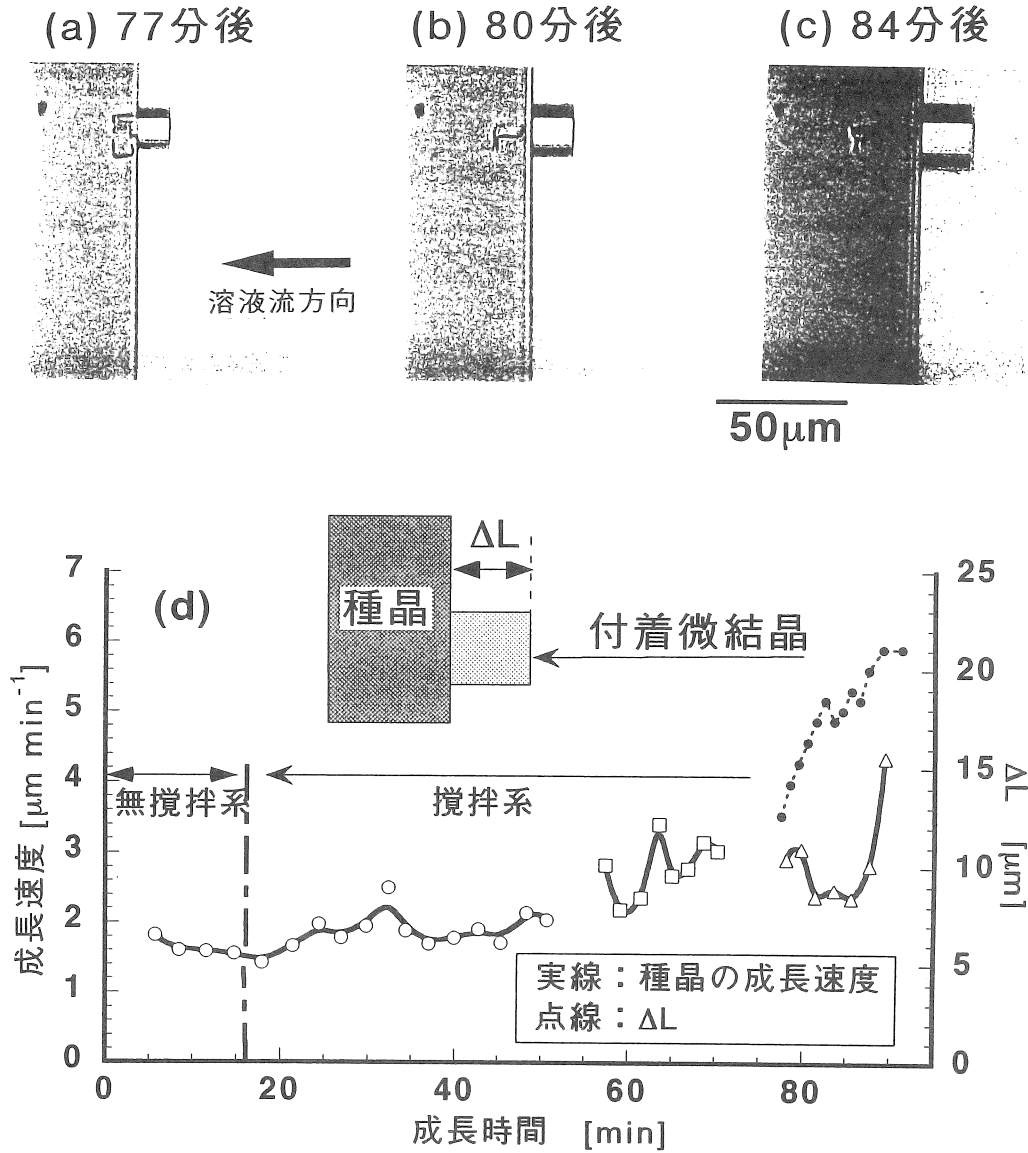 (a) 77分後
(b) 80分後
(c) 84分後
溶液流方向
50μm
(d)
ΔL
種晶
付着微結晶
無撹拌系
撹拌系
実線：種晶の成長速度
点線：ΔL
成長速度 [μm min⁻¹]
7
6
5
4
3
2
1
0
25
20
15
10
5
0
ΔL [μm]
0
20
40
60
80
成長時間 [min]